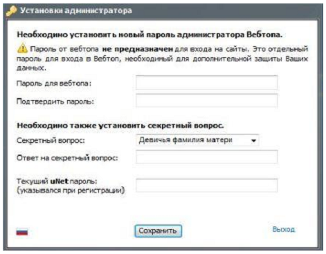 Установки администратора
Необходимо установить новый пароль администратора Вебтопа.
Пароль от вебтопа не предназначен для входа на сайты. Это отдельный
пароль для входа в Вебтоп, необходимый для дополнительной защиты Ваших
данных.
Пароль для вебтопа:
Подтвердить пароль:
Необходимо также установить секретный вопрос.
Секретный вопрос: Девичья фамилия матери
Ответ на секретный вопрос:
Текущий uNet пароль:
(указывался при регистрации)
Сохранить Выход